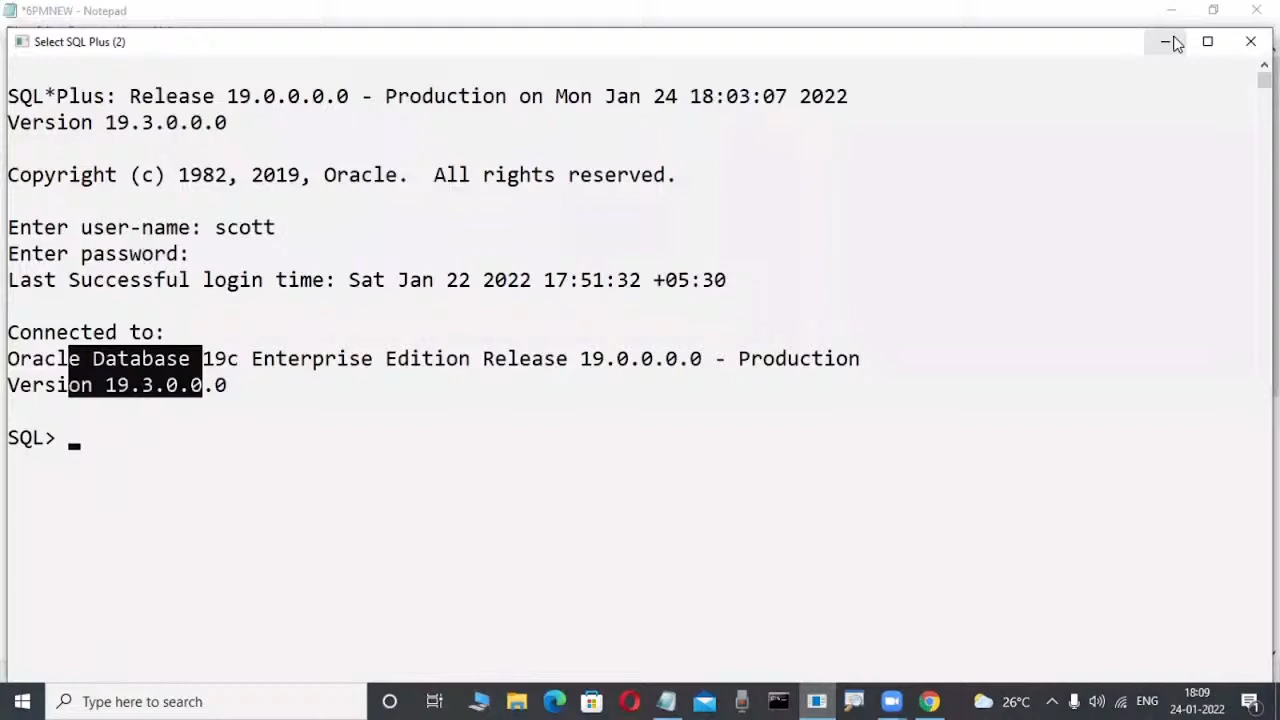 *6PMNEW - Notepad
Select SQL Plus (2)
SQL*Plus: Release 19.0.0.0.0 - Production on Mon Jan 24 18:03:07 2022
Version 19.3.0.0.0
Copyright (c) 1982, 2019, Oracle.  All rights reserved.
Enter user-name: scott
Enter password:
Last Successful login time: Sat Jan 22 2022 17:51:32 +05:30
Connected to:
Oracle Database 19c Enterprise Edition Release 19.0.0.0.0 - Production
Version 19.3.0.0.0
SQL>
Type here to search
26°C
ENG
18:09
24-01-2022
1